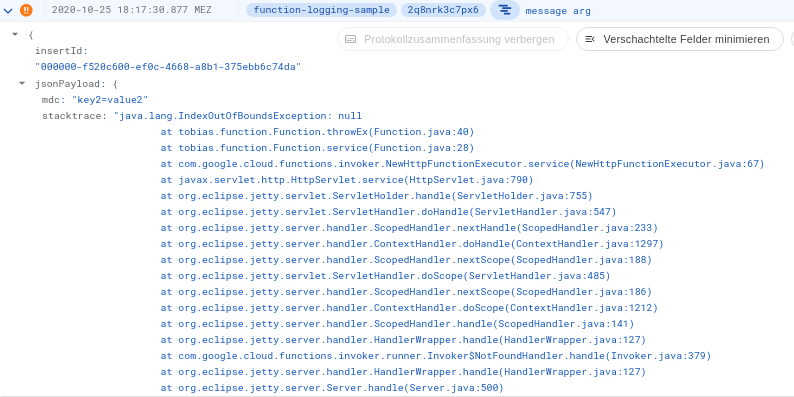 2020-10-25 18:17:30.877 MEZ function-logging-sample 2q8nrk3c7px6 message arg
{
Protokollzusammenfassung verbergen Verschachtelte Felder minimieren
insertId:
"000000-f520c600-ef0c-4668-a8b1-375ebb6c74da"
jsonPayload: {
mdc: "key2=value2"
stacktrace: "java.lang.IndexOutOfBoundsException: null
at tobias.function.Function.throwEx(Function.java:40)
at tobias.function.Function.service(Function.java:28)
at com.google.cloud.functions.invoker.NewHttpFunctionExecutor.service(NewHttpFunctionExecutor.java:67)
at javax.servlet.http.HttpServlet.service(HttpServlet.java:790)
at org.eclipse.jetty.servlet.ServletHolder.handle(ServletHolder.java:755)
at org.eclipse.jetty.servlet.ServletHandler.doHandle(ServletHandler.java:547)
at org.eclipse.jetty.server.handler.ScopedHandler.nextHandle(ScopedHandler.java:233)
at org.eclipse.jetty.server.handler.ContextHandler.doHandle(ContextHandler.java:1297)
at org.eclipse.jetty.server.handler.ScopedHandler.nextScope(ScopedHandler.java:188)
at org.eclipse.jetty.servlet.ServletHandler.doScope(ServletHandler.java:485)
at org.eclipse.jetty.server.handler.ScopedHandler.nextScope(ScopedHandler.java:186)
at org.eclipse.jetty.server.handler.ContextHandler.doScope(ContextHandler.java:1212)
at org.eclipse.jetty.server.handler.ScopedHandler.handle(ScopedHandler.java:141)
at org.eclipse.jetty.server.handler.HandlerWrapper.handle(HandlerWrapper.java:127)
at com.google.cloud.functions.invoker.runner.Invoker$NotFoundHandler.handle(Invoker.java:379)
at org.eclipse.jetty.server.handler.HandlerWrapper.handle(HandlerWrapper.java:127)
at org.eclipse.jetty.server.Server.handle(Server.java:500)